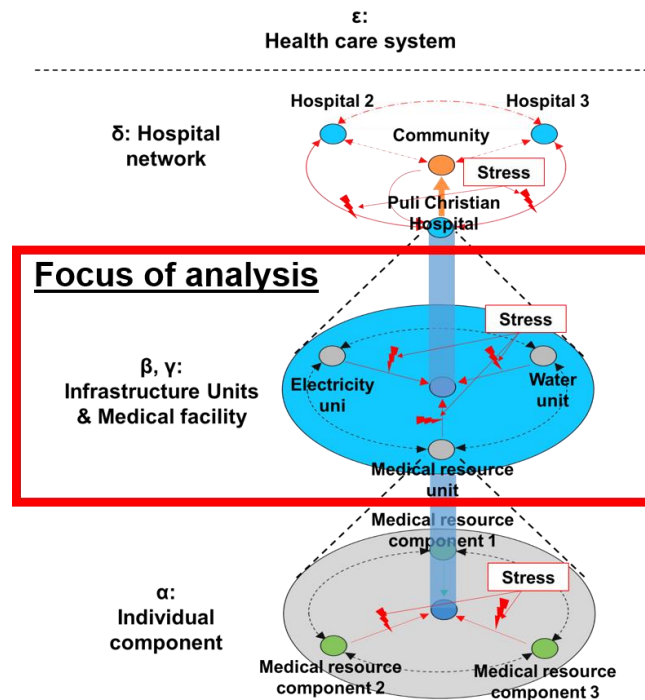 ε:
Health care system
Hospital 2
Hospital 3
δ: Hospital
network
Community
Stress
Puli Christian
Hospital
Focus of analysis
Stress
β, γ:
Infrastructure Units
& Medical facility
Electricity
uni
Water
unit
Medical resource
unit
Medical resource
component 1
Stress
α:
Individual
component
Medical resource
component 2
Medical resource
component 3